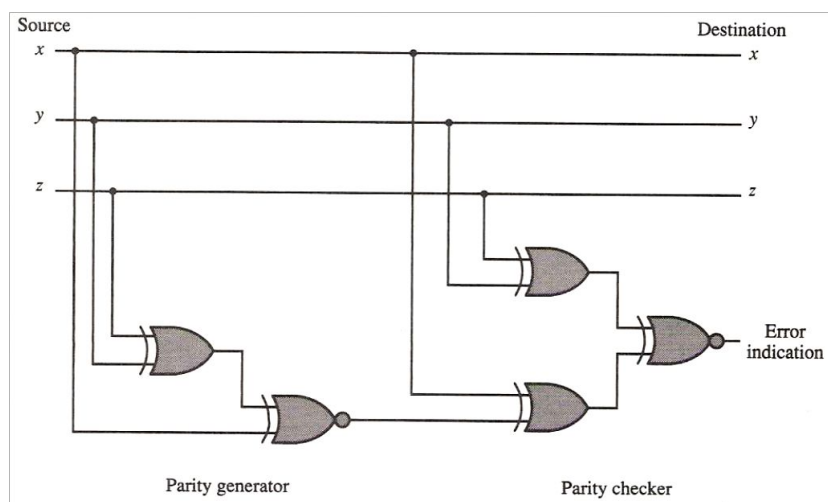 Source
Destination
x
x
y
y
z
z
Error
indication
Parity generator
Parity checker